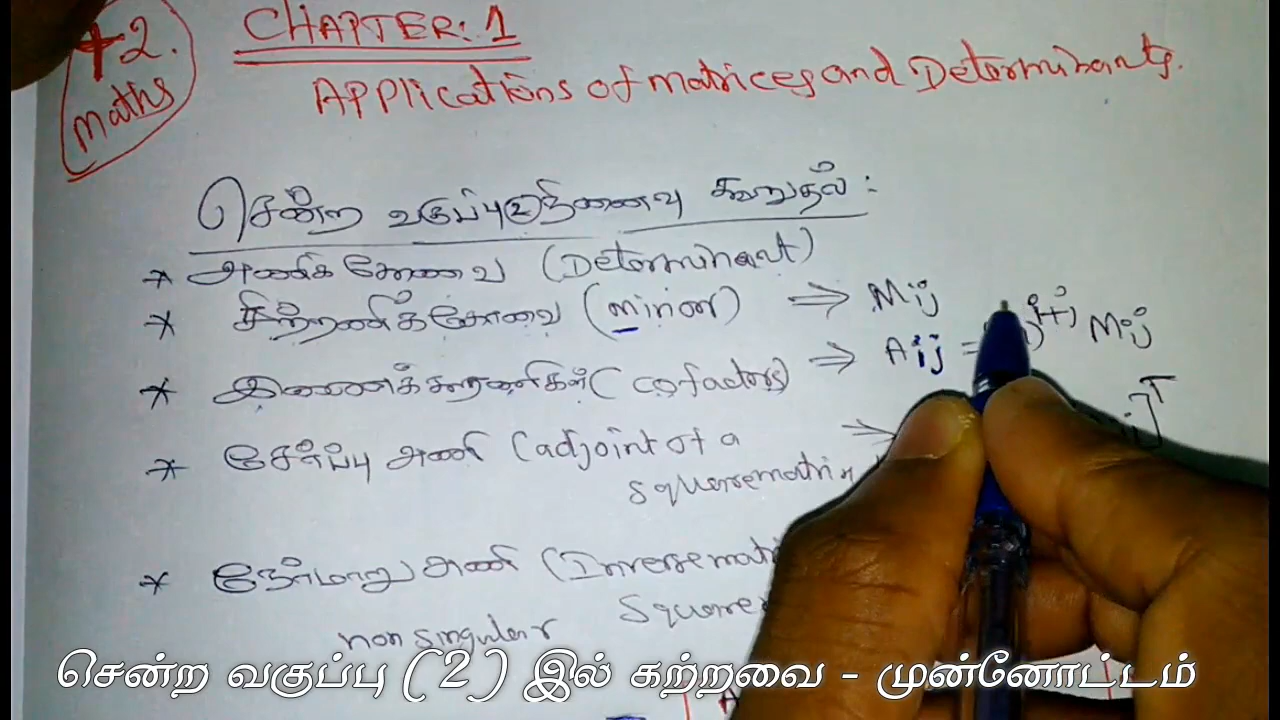 +2.
maths
CHAPTER: 1
Applications of matrices and Determinants.
சென்ற வகுப்பு② நினைவு கூறுதல் :
* அணிக் கோவை (Determinant)
* சிற்றணிக் கோவை (minor) ⇒ Mij
* இணைக் காரணிகள் (cofactors) ⇒ Aij = i+j Mij
* சேர்ப்பு அணி (adjoint of a
square matrix
* நேர்மாறு அணி (Inverse
square
non singular
சென்ற வகுப்பு (2) இல் கற்றவை - முன்னோட்டம்